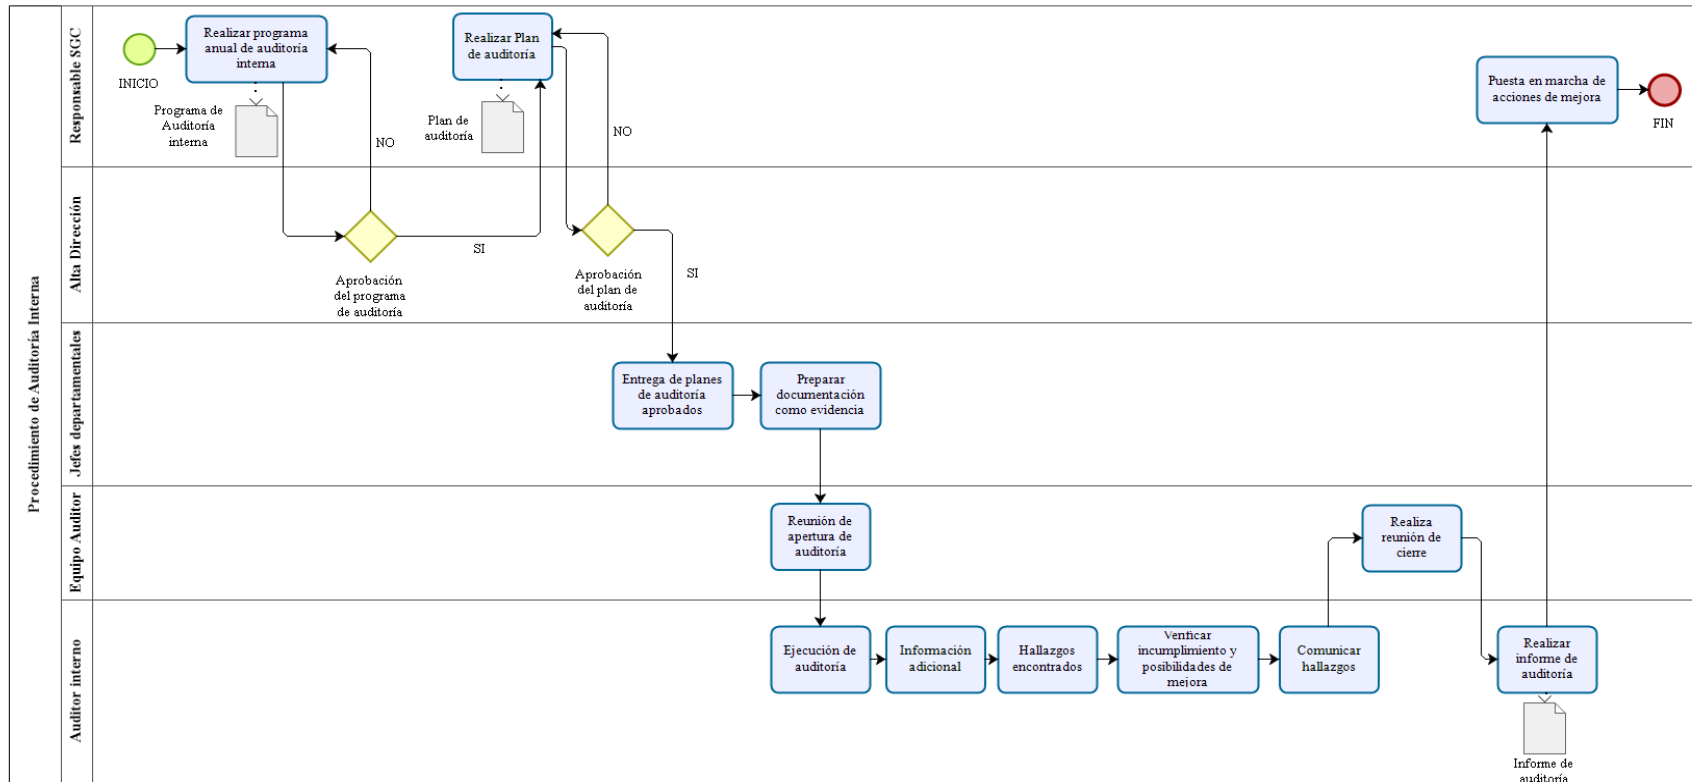 Procedimiento de Auditoría Interna
Responsable SGC
INICIO
Realizar programa
anual de auditoría
interna
Programa de
Auditoría
interna
NO
Realizar Plan
de auditoría
Plan de
auditoría
NO
Puesta en marcha de
acciones de mejora
FIN
Alta Dirección
Aprobación
del programa
de auditoría
SI
Aprobación
del plan de
auditoría
SI
Jefes departamentales
Entrega de planes
de auditoría
aprobados
Preparar
documentación
como evidencia
Equipo Auditor
Reunión de
apertura de
auditoría
Realiza
reunión de
cierre
Auditor interno
Ejecución de
auditoría
Información
adicional
Hallazgos
encontrados
Verificar
incumplimiento y
posibilidades de
mejora
Comunicar
hallazgos
Realizar
informe de
auditoría
Informe de
auditoría